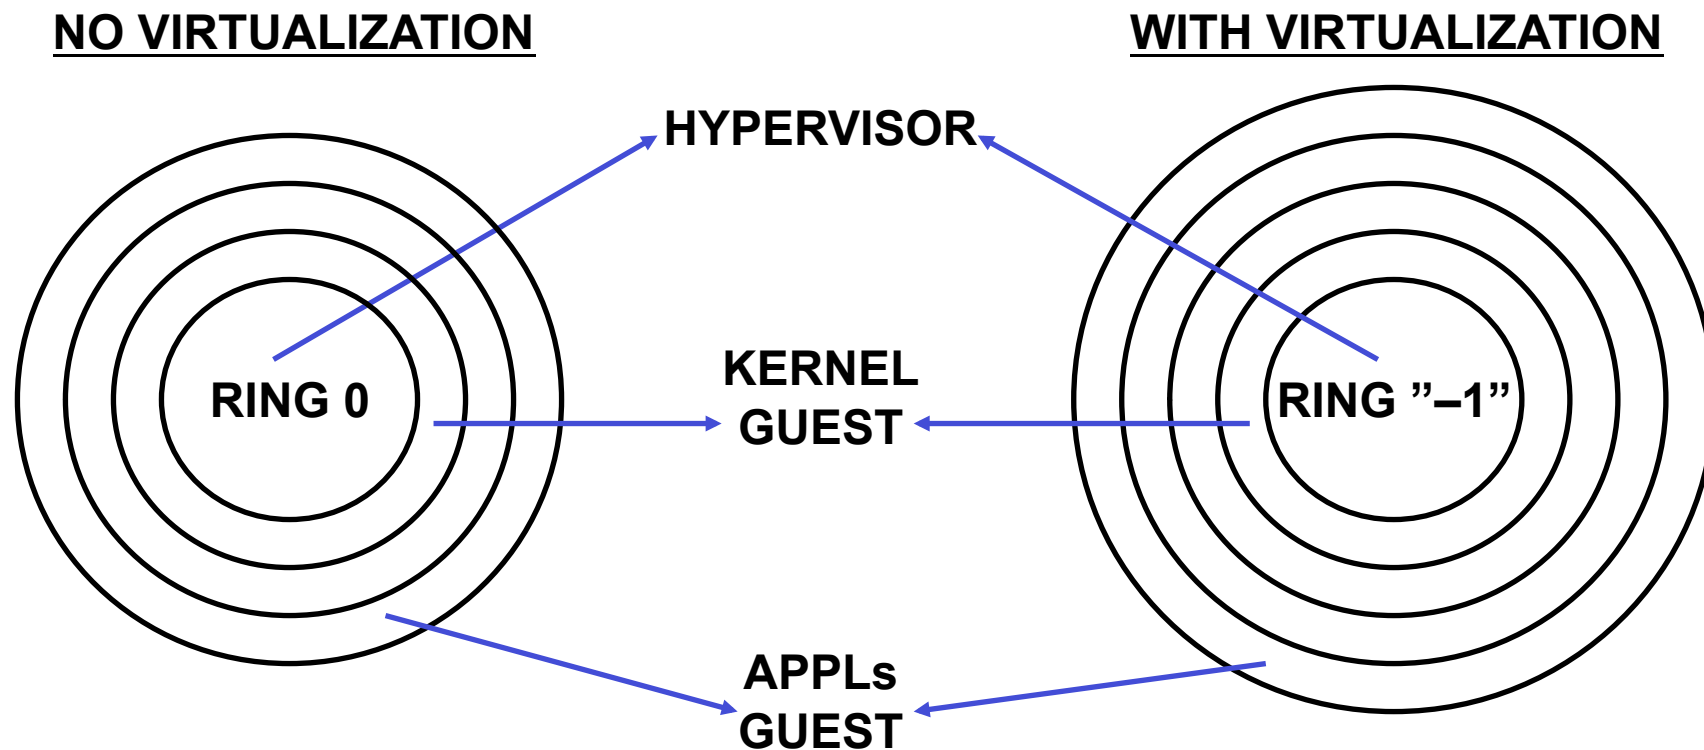 NO VIRTUALIZATION
WITH VIRTUALIZATION
HYPERVISOR
KERNEL
GUEST
RING 0
RING ”–1”
APPLs
GUEST